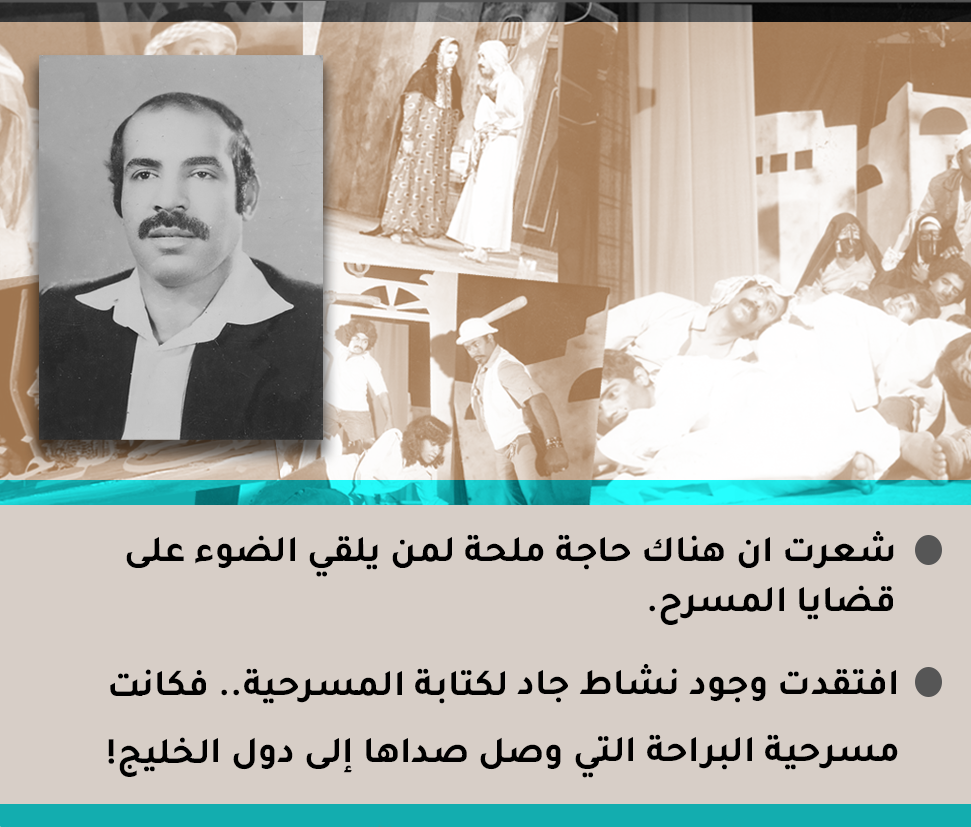 شعرت ان هناك حاجة ملحة لمن يلقي الضوء على
قضايا المسرح.
افتقدت وجود نشاط جاد لكتابة المسرحية.. فكانت
مسرحية البراحة التي وصل صداها إلى دول الخليج!